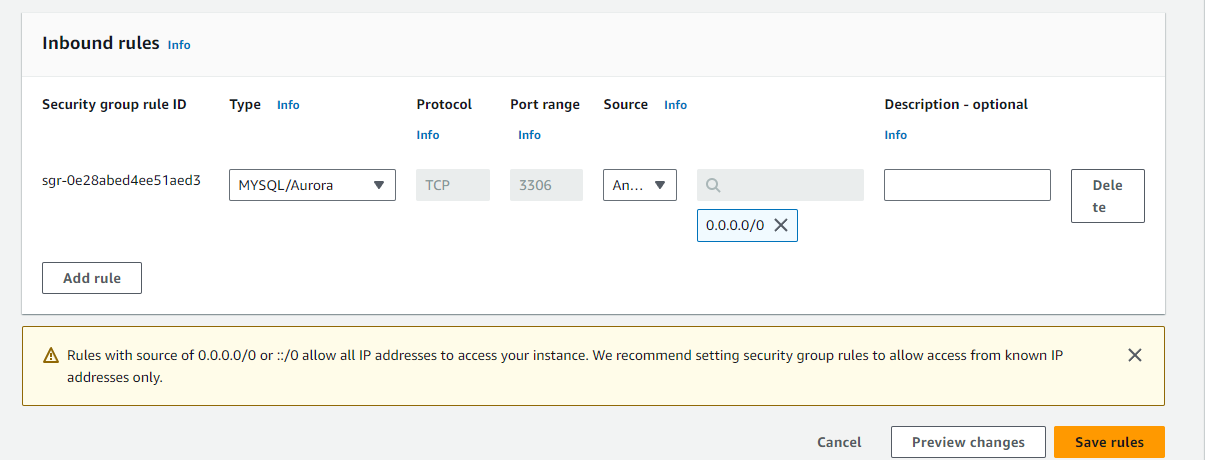 Inbound rules Info
Security group rule ID Type Info Protocol Port range Source Info Description - optional
Info Info Info
sgr-0e28abed4ee51aed3 MYSQL/Aurora TCP 3306 An... Dele
te
0.0.0.0/0
Add rule
Rules with source of 0.0.0.0/0 or ::/0 allow all IP addresses to access your instance. We recommend setting security group rules to allow access from known IP
addresses only.
Cancel Preview changes Save rules